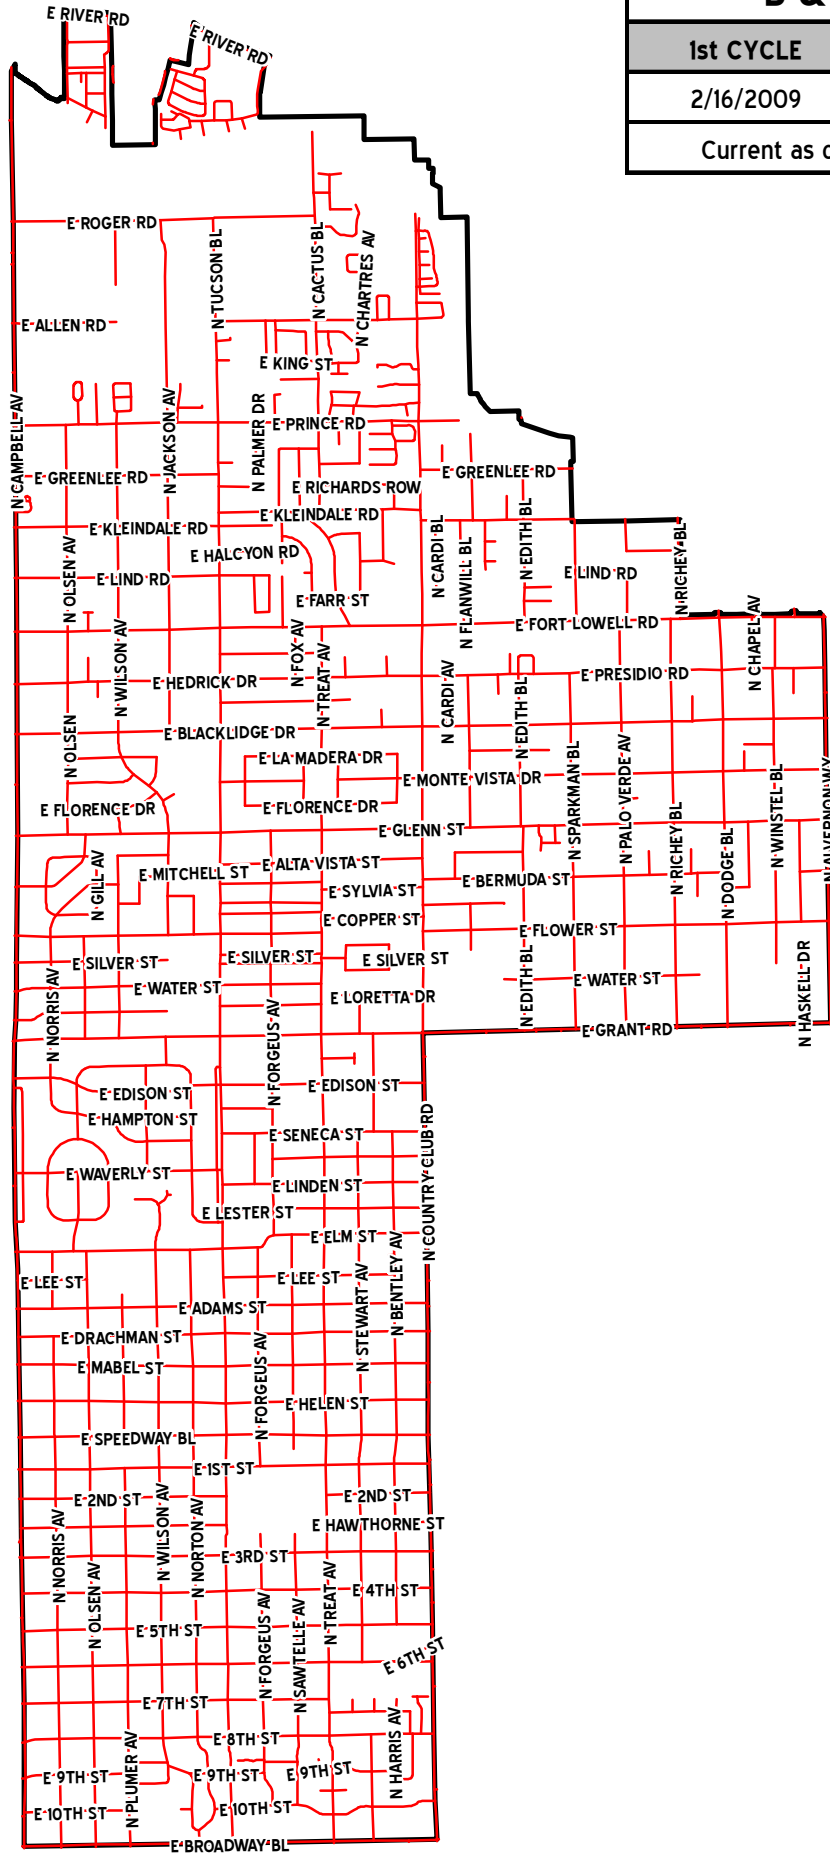 E RIVER RD
E RIVER RD
1st CYCLE
2/16/2009
Current as o
E ROGER RD
N TUCSON BL
N CACTUS BL
N CHARTRES AV
E ALLEN RD
E KING ST
N CAMPBELL AV
N JACKSON AV
N PALMER DR
E PRINCE RD
E GREENLEE RD
E GREENLEE RD
E RICHARDS ROW
E KLEINDALE RD
E KLEINDALE RD
N OLSEN AV
E HALCYON RD
N CARDI BL
N FLANWILL BL
N EDITH BL
N RICHEY BL
E LIND RD
E LIND RD
E FARR ST
N WILSON AV
N FOX AV
N TREAT AV
E FORT LOWELL RD
N CHAPEL AV
E HEDRICK DR
N CARDI AV
N EDITH BL
E PRESIDIO RD
N OLSEN
E BLACKLIDGE DR
E LA MADERA DR
E MONTE VISTA DR
N SPARKMAN BL
N PALO VERDE AV
N RICHEY BL
N DODGE BL
N WINSTEL BL
N ALVERNON WY
E FLORENCE DR
E FLORENCE DR
E GLENN ST
N GILL AV
E MITCHELL ST
E ALTA VISTA ST
E SYLVIA ST
E BERMUDA ST
E COPPER ST
E FLOWER ST
E SILVER ST
E SILVER ST
E SILVER ST
N EDITH BL
N HASKELL DR
N NORRIS AV
E WATER ST
E WATER ST
E LORETTA DR
N FORGEUS AV
E GRANT RD
E EDISON ST
E EDISON ST
E HAMPTON ST
E SENECA ST
N COUNTRY CLUB RD
E WAVERLY ST
E LINDEN ST
E LESTER ST
E ELM ST
E LEE ST
E LEE ST
N STEWART AV
N BENTLEY AV
E ADAMS ST
E DRACHMAN ST
N FORGEUS AV
E MABEL ST
E HELEN ST
E SPEEDWAY BL
E 1ST ST
E 2ND ST
E 2ND ST
N NORRIS AV
N OLSEN AV
N WILSON AV
N NORTON AV
E HAWTHORNE ST
E 3RD ST
N FORGEUS AV
N SAWTELLE AV
N TREAT AV
E 4TH ST
E 5TH ST
E 6TH ST
E 7TH ST
E 8TH ST
N PLUMER AV
N HARRIS AV
E 9TH ST
E 9TH ST
E 9TH ST
E 10TH ST
E 10TH ST
E BROADWAY BL